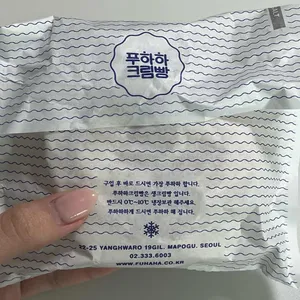 푸하하
크림빵
구입 후 바로 드시면 가장 푸하하 합니다.
푸하하크림빵은 생크림빵 입니다.
반드시 0℃~10℃ 냉장보관 해주세요.
푸하하하게 드시면 푸하하 해 집니다.
32-25 YANGHWARO 19GIL. MAPOGU. SEOUL
02.333.6003
WWW.FUHAHA.CO.KR